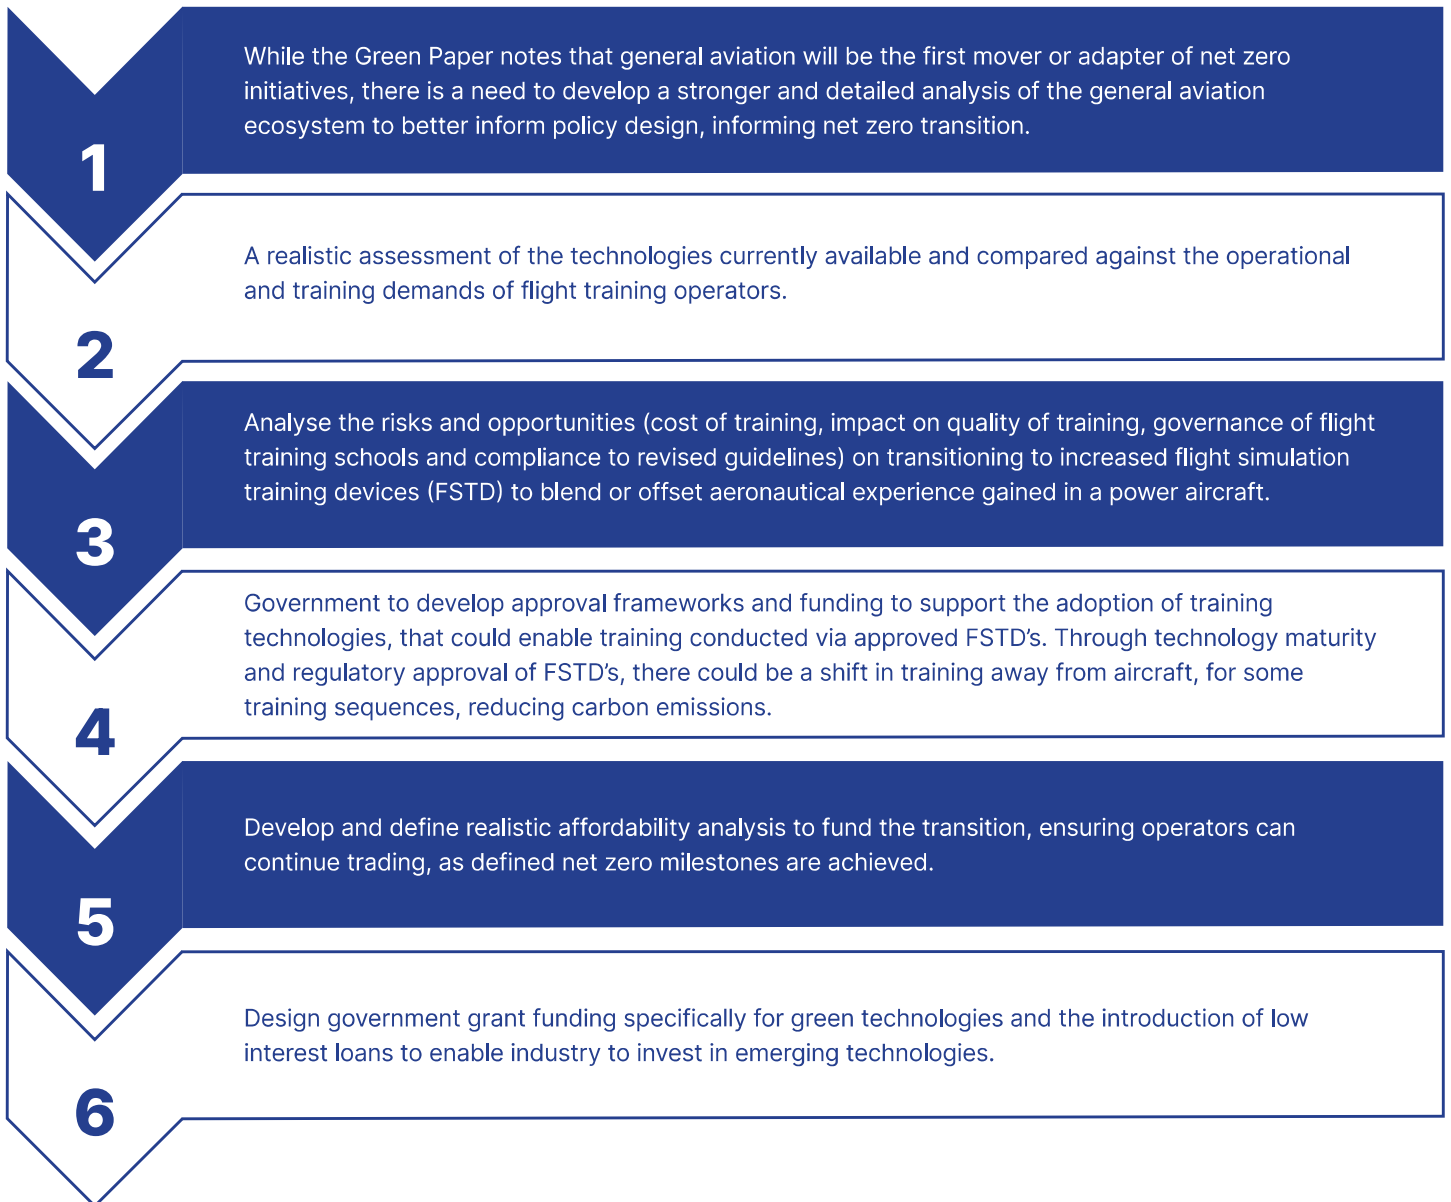 While the Green Paper notes that general aviation will be the first mover or adapter of net zero
initiatives, there is a need to develop a stronger and detailed analysis of the general aviation
ecosystem to better inform policy design, informing net zero transition.
1
A realistic assessment of the technologies currently available and compared against the operational
and training demands of flight training operators.
2
Analyse the risks and opportunities (cost of training, impact on quality of training, governance of flight
training schools and compliance to revised guidelines) on transitioning to increased flight simulation
training devices (FSTD) to blend or offset aeronautical experience gained in a power aircraft.
3
Government to develop approval frameworks and funding to support the adoption of training
technologies, that could enable training conducted via approved FSTD’s. Through technology maturity
and regulatory approval of FSTD’s, there could be a shift in training away from aircraft, for some
training sequences, reducing carbon emissions.
4
Develop and define realistic affordability analysis to fund the transition, ensuring operators can
continue trading, as defined net zero milestones are achieved.
5
Design government grant funding specifically for green technologies and the introduction of low
interest loans to enable industry to invest in emerging technologies.
6